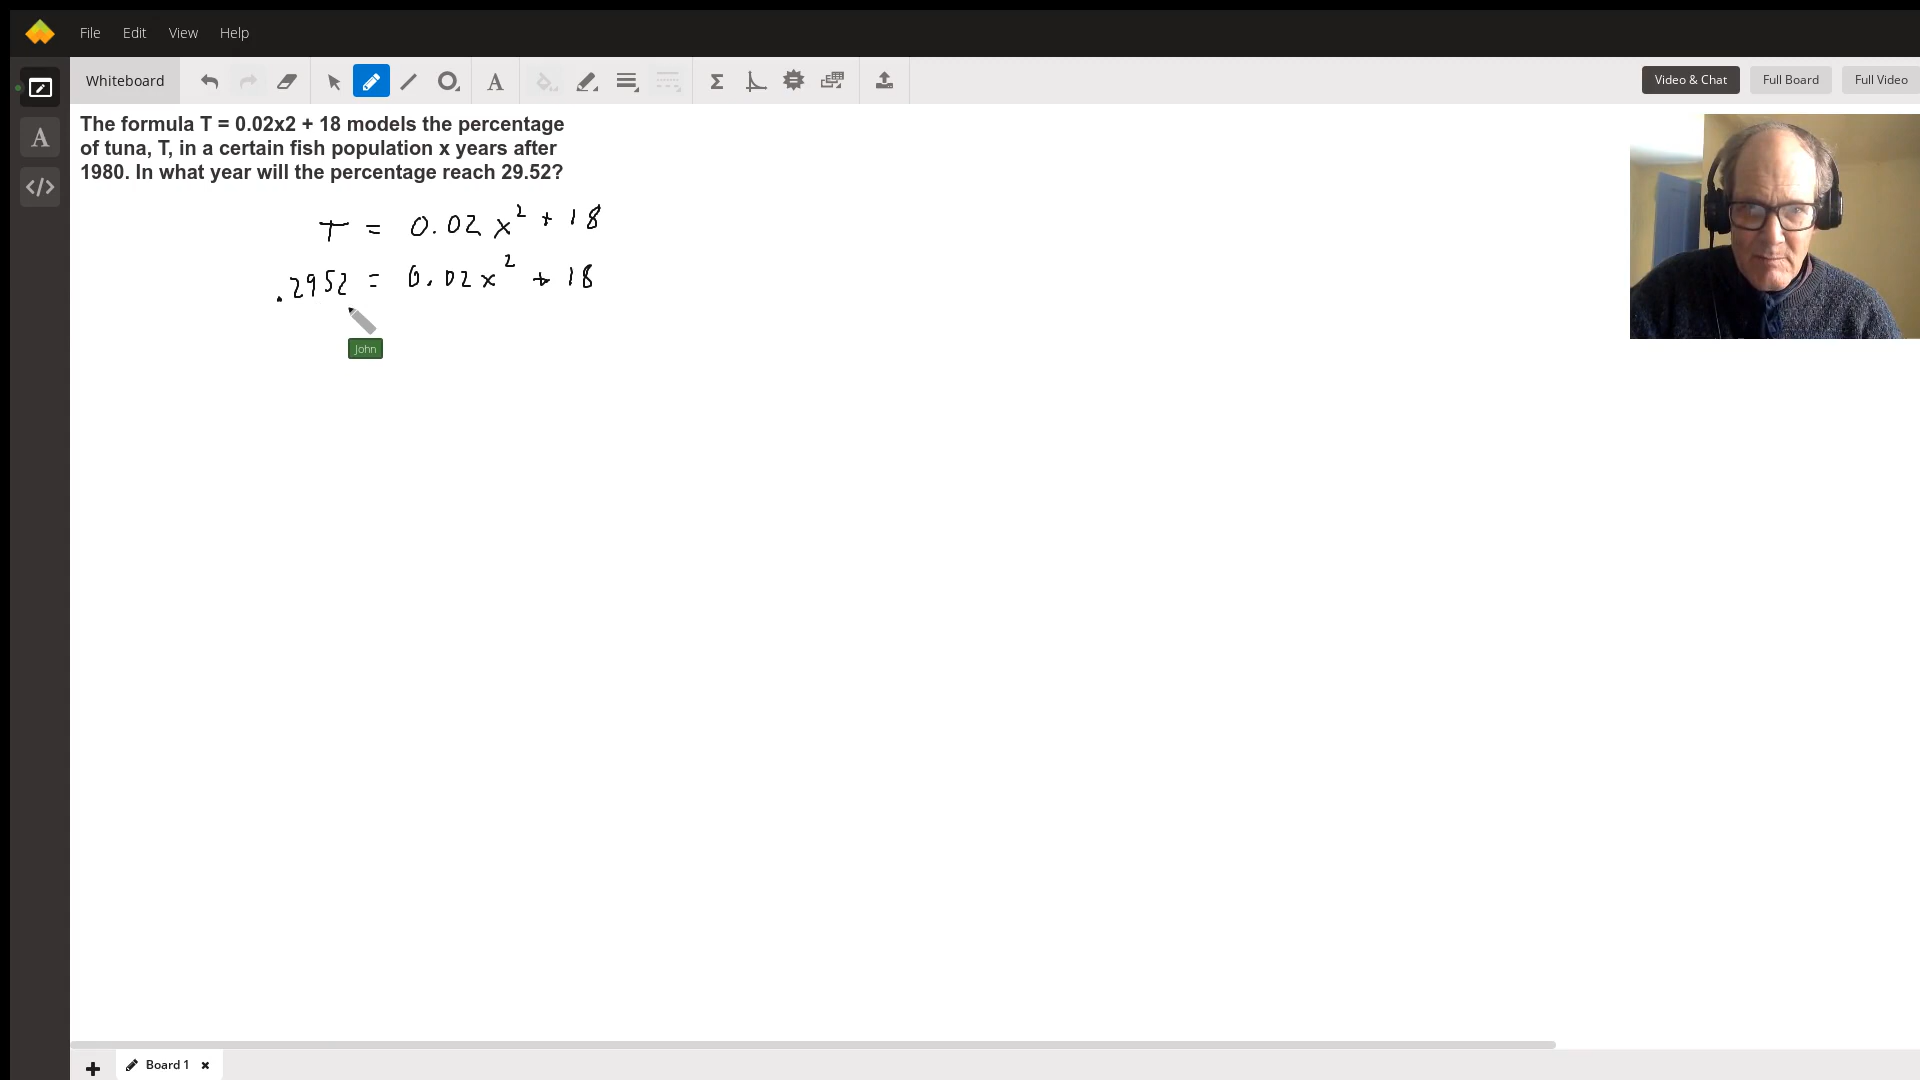 File Edit View Help
Whiteboard A Σ Video & Chat Full Board Full Video
A
</>
The formula T = 0.02x2 + 18 models the percentage
of tuna, T, in a certain fish population x years after
1980. In what year will the percentage reach 29.52?
T = 0.02 x² + 18
.2952 = 0.02x² + 18
John
Board 1